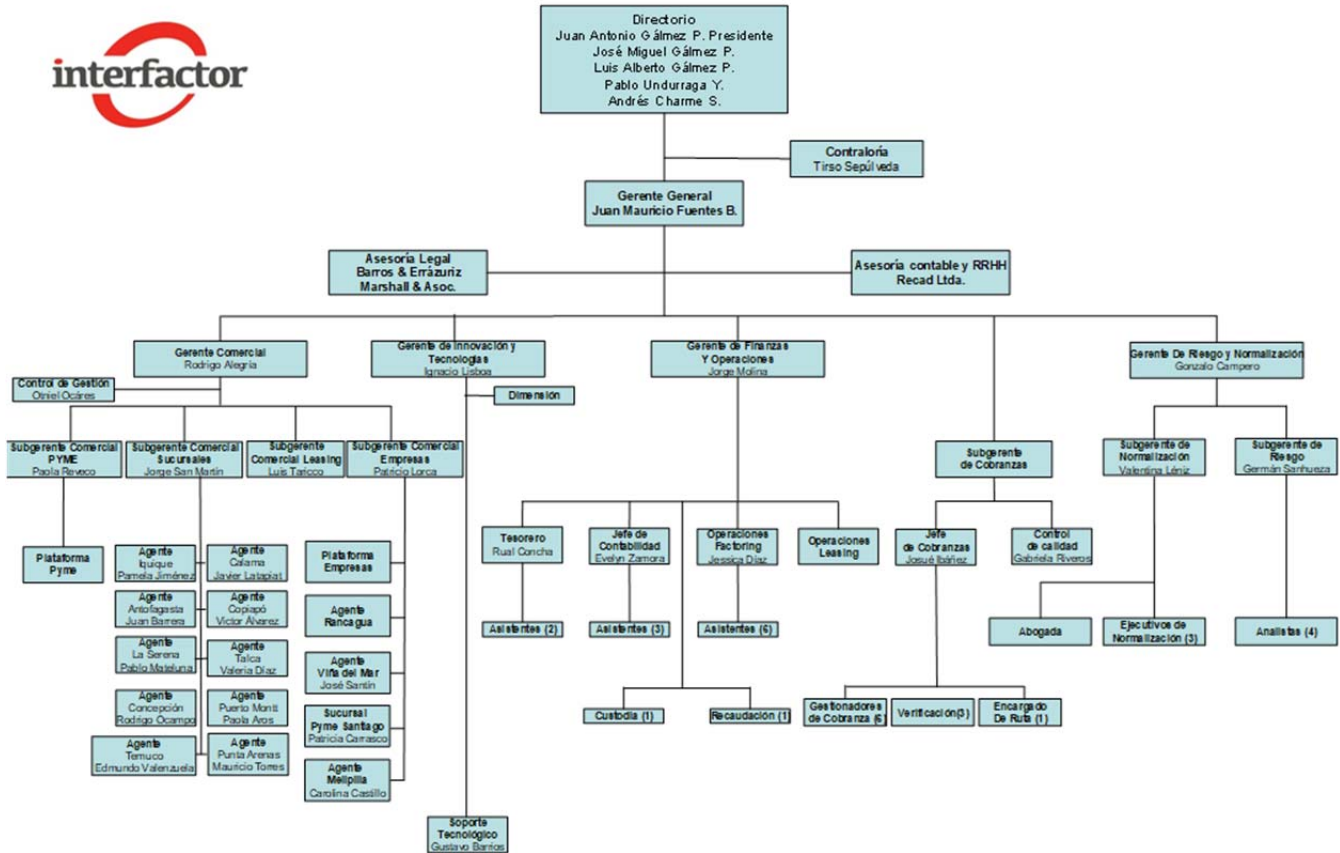 interfactor
Directorio
Juan Antonio Gálmez P. Presidente
José Miguel Gálmez P.
Luis Alberto Gálmez P.
Pablo Undurraga Y.
Andrés Charme S.
Contraloría
Tirso Sepúlveda
Gerente General
Juan Mauricio Fuentes B.
Asesoría Legal
Barros & Errázuriz
Marshall & Asoc.
Asesoría contable y RRHH
Recad Ltda.
Gerente Comercial
Rodrigo Alegría
Gerente de Innovación y
Tecnologías
Ignacio Lisboa
Gerente de Finanzas
Y Operaciones
Jorge Molina
Gerente De Riesgo y Normalización
Gonzalo Campero
Control de Gestión
Otniel Ocáres
Dimensión
Subgerente Comercial
PYME
Paola Reveco
Subgerente Comercial
Sucursales
Jorge San Martín
Subgerente
Comercial Leasing
Luis Taricco
Subgerente Comercial
Empresas
Patricio Lorca
Subgerente
de Cobranzas
Subgerente de
Normalización
Valentina Léniz
Subgerente de
Riesgo
Germán Sanhueza
Plataforma
Pyme
Agente
Iquique
Pamela Jiménez
Agente
Calama
Javier Latapiat
Plataforma
Empresas
Tesorero
Rual Concha
Jefe de
Contabilidad
Evelyn Zamora
Operaciones
Factoring
Jessica Díaz
Operaciones
Leasing
Jefe
de Cobranzas
Josué Ibáñez
Control
de calidad
Gabriela Riveros
Agente
Antofagasta
Juan Barrera
Agente
Copiapó
Victor Álvarez
Agente
Rancagua
Asistentes (2)
Asistentes (3)
Asistentes (6)
Abogada
Ejecutivos de
Normalización (3)
Analistas (4)
Agente
La Serena
Pablo Mateluna
Agente
Talca
Valeria Díaz
Agente
Viña del Mar
José Santín
Agente
Concepción
Rodrigo Ocampo
Agente
Puerto Montt
Paola Aros
Sucursal
Pyme Santiago
Patricia Carrasco
Custodia (1)
Recaudación (1)
Gestionadores
de Cobranza (6)
Verificación(3)
Encargado
De Ruta (1)
Agente
Temuco
Edmundo Valenzuela
Agente
Punta Arenas
Mauricio Torres
Agente
Melipilla
Carolina Castillo
Soporte
Tecnológico
Gustavo Barrios